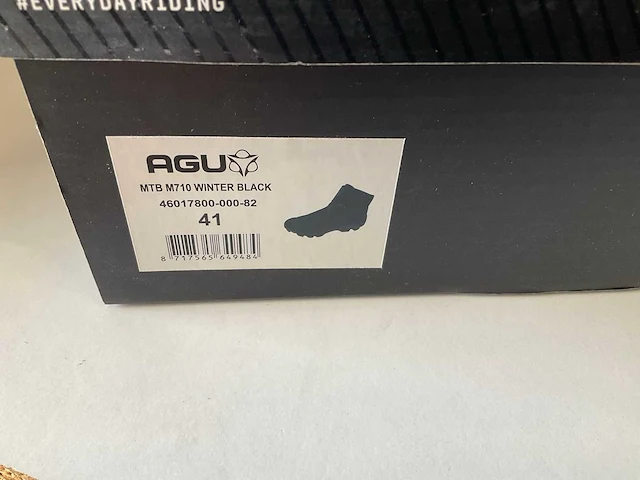 #EVERYDAYRIDING
AGU
MTB M710 WINTER BLACK
46017800-000-82
41
8 717565 649484